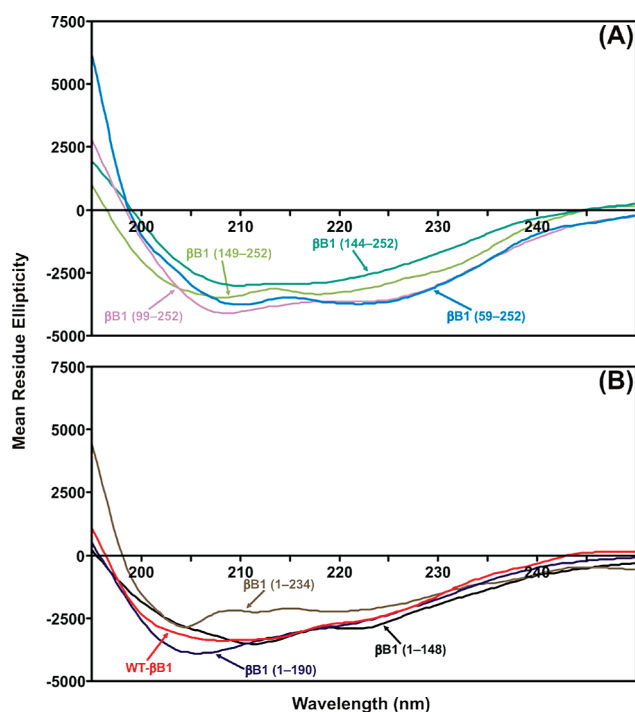 (A)
7500
5000
2500
0
-2500
-5000
200
210
220
230
240
βB1 (144–252)
βB1 (149–252)
βB1 (99–252)
βB1 (59–252)
Mean Residue Ellipticity
(B)
7500
5000
2500
0
-2500
-5000
200
210
220
230
240
βB1 (1–234)
WT-βB1
βB1 (1–190)
βB1 (1–148)
Wavelength (nm)